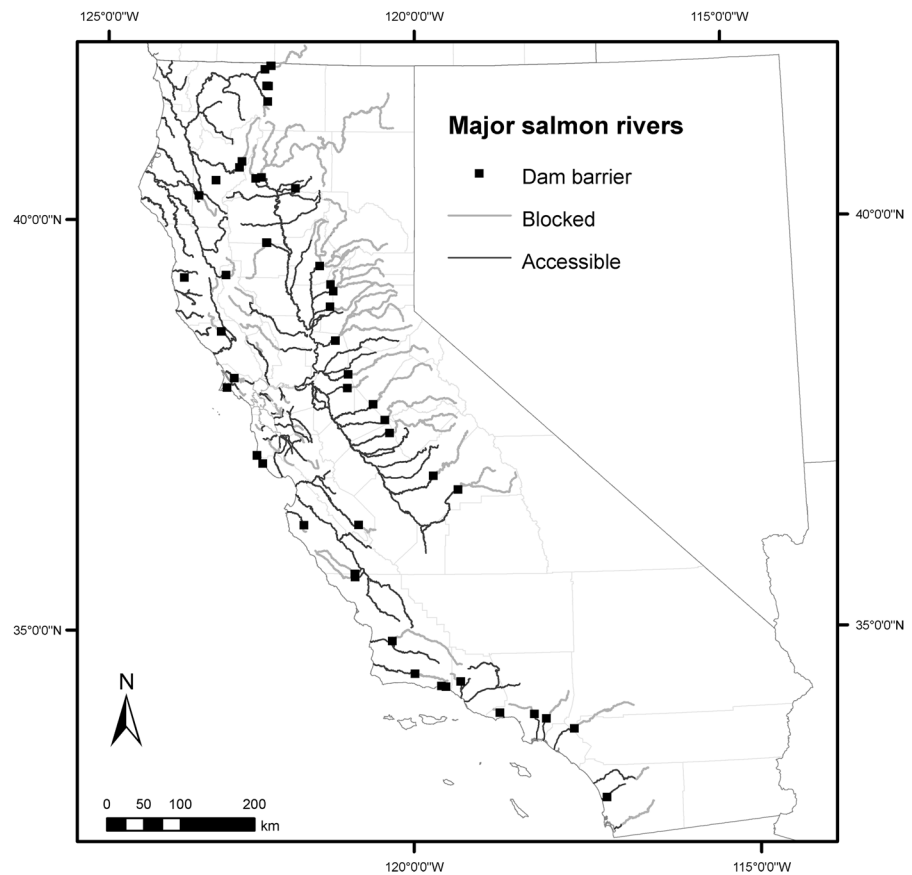 125°0'0"W 120°0'0"W 115°0'0"W
Major salmon rivers
Dam barrier
Blocked
Accessible
40°0'0"N 40°0'0"N
35°0'0"N 35°0'0"N
N
0 50 100 200
km
120°0'0"W 115°0'0"W